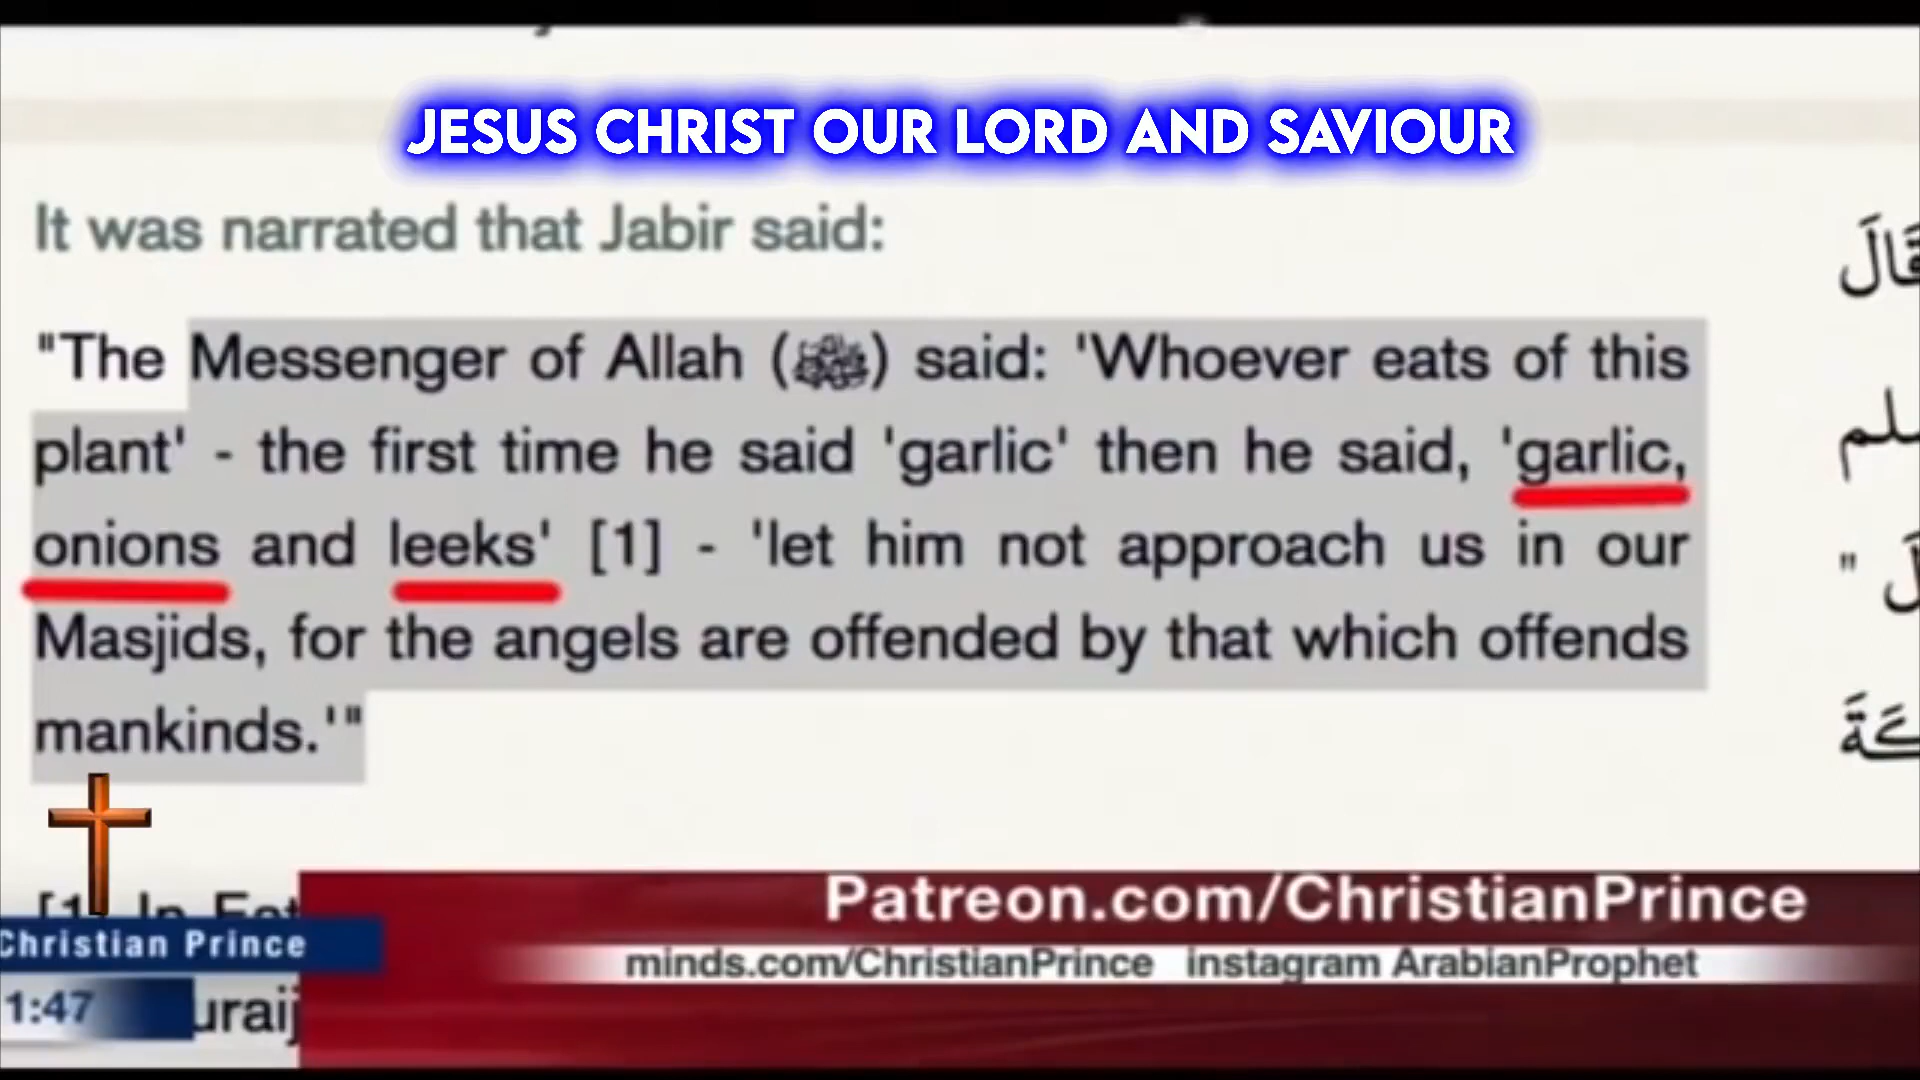 JESUS CHRIST OUR LORD AND SAVIOUR
It was narrated that Jabir said:
"The Messenger of Allah (ﷺ) said: 'Whoever eats of this
plant' - the first time he said 'garlic' then he said, 'garlic,
onions and leeks' [1] - 'let him not approach us in our
Masjids, for the angels are offended by that which offends
mankinds.'"
قَالَ
"
Patreon.com/ChristianPrince
Christian Prince
minds.com/ChristianPrince instagram ArabianProphet
1:47